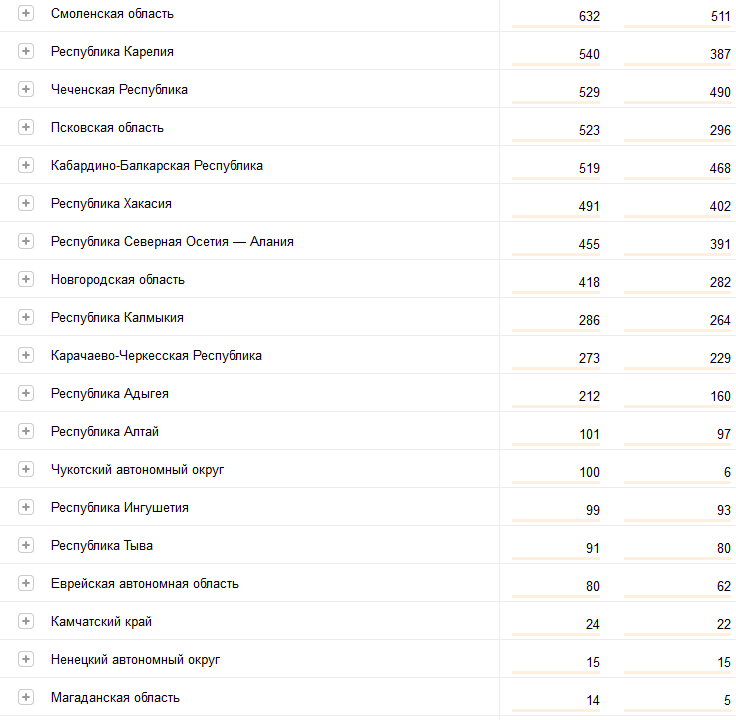 Смоленская область 632 511
Республика Карелия 540 387
Чеченская Республика 529 490
Псковская область 523 296
Кабардино-Балкарская Республика 519 468
Республика Хакасия 491 402
Республика Северная Осетия — Алания 455 391
Новгородская область 418 282
Республика Калмыкия 286 264
Карачаево-Черкесская Республика 273 229
Республика Адыгея 212 160
Республика Алтай 101 97
Чукотский автономный округ 100 6
Республика Ингушетия 99 93
Республика Тыва 91 80
Еврейская автономная область 80 62
Камчатский край 24 22
Ненецкий автономный округ 15 15
Магаданская область 14 5